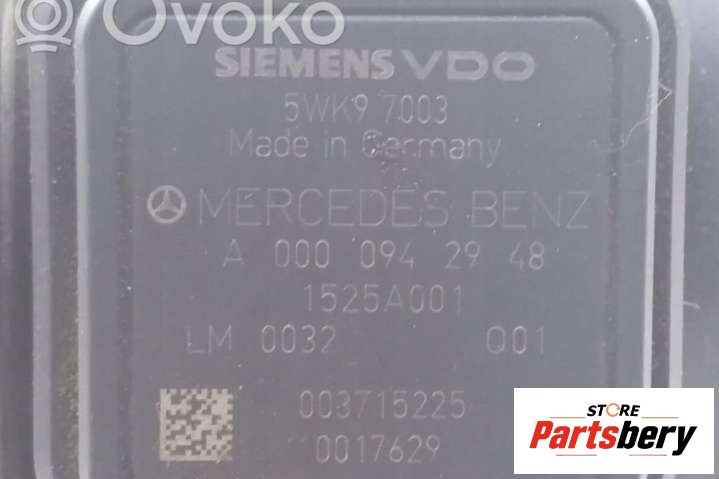 OVOKO
SIEMENS VDO
5WK9 7003
Made in Germany
MERCEDES BENZ
A 000 094 29 48
1525A001
LM 0032 Q01
003715225
0017629
STORE
Partsbery